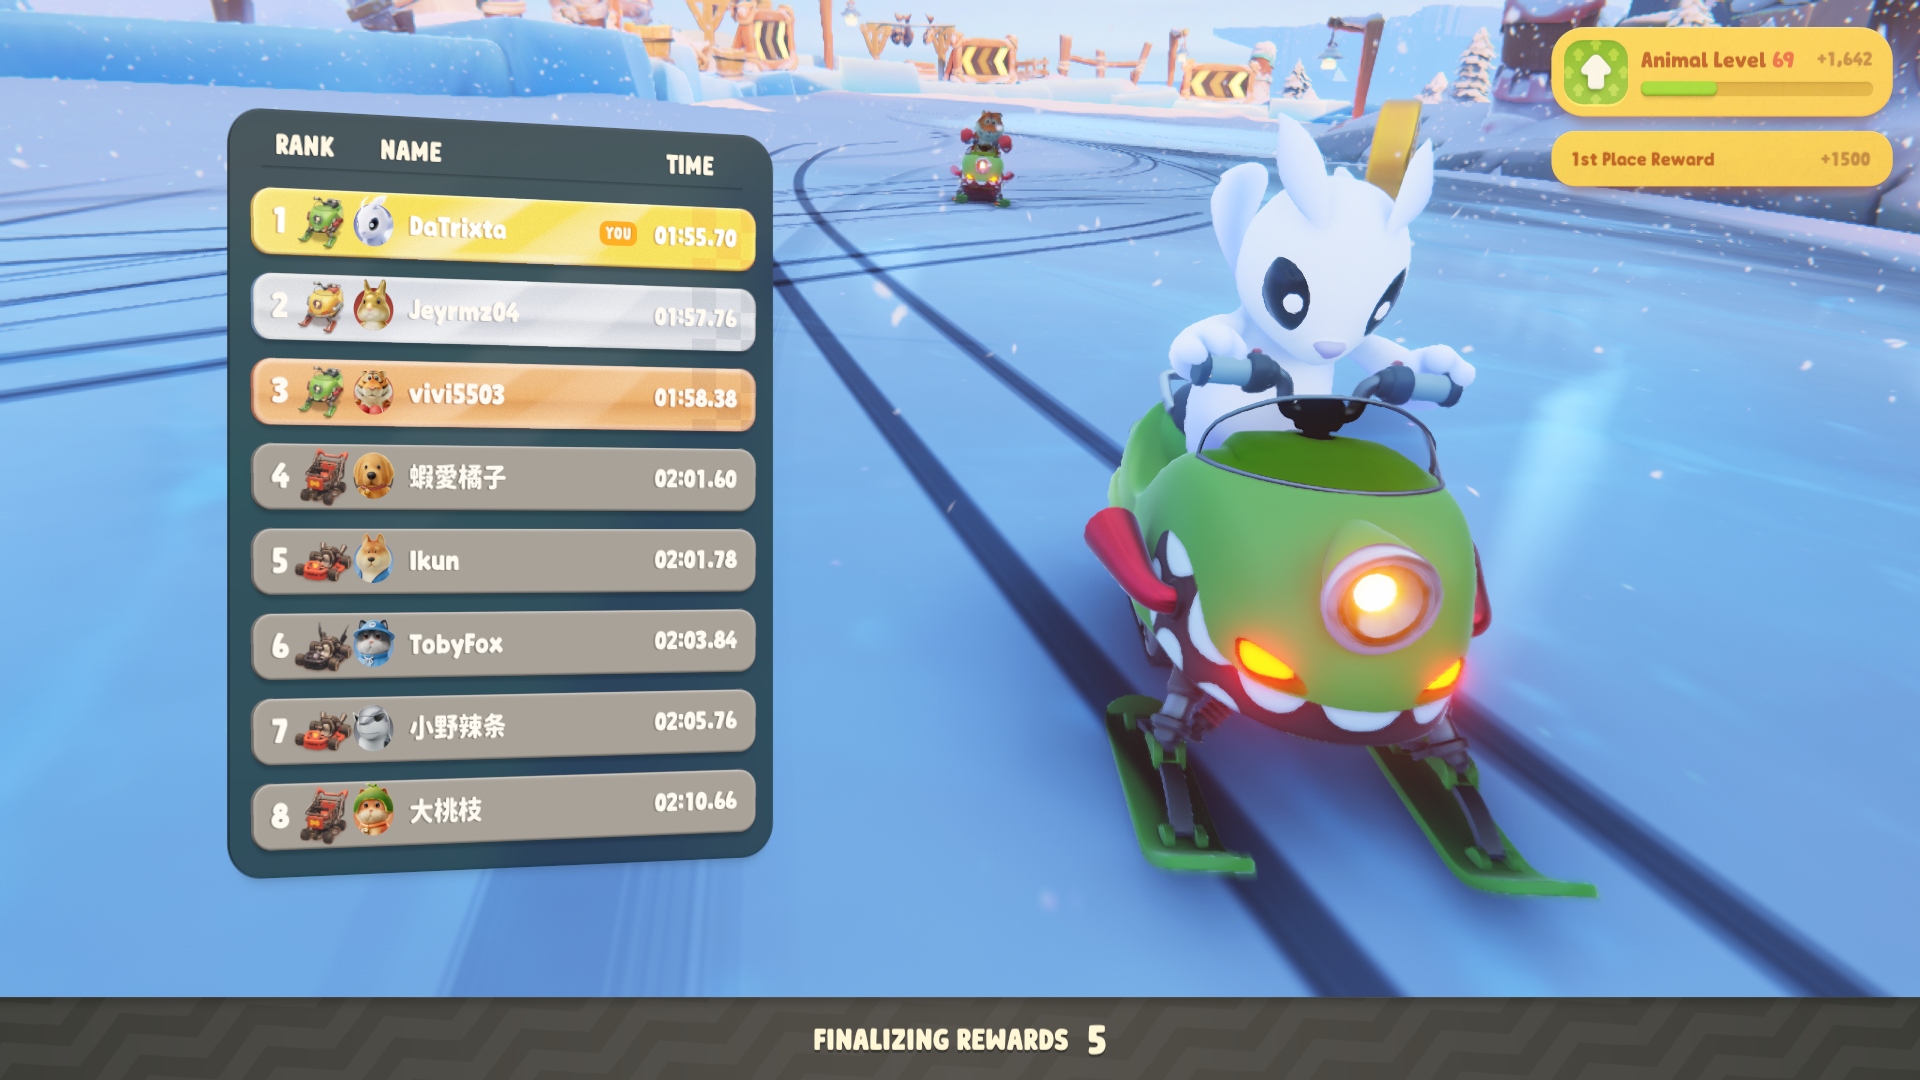 Animal Level 69 +1,642
1st Place Reward +1500
RANK NAME TIME
1 DaTrixta YOU 01:55.70
2 Jeyrmz04 01:57.76
3 vivi5503 01:58.38
4 蝦愛橘子 02:01.60
5 Ikun 02:01.78
6 TobyFox 02:03.84
7 小野辣条 02:05.76
8 大桃枝 02:10.66
FINALIZING REWARDS 5